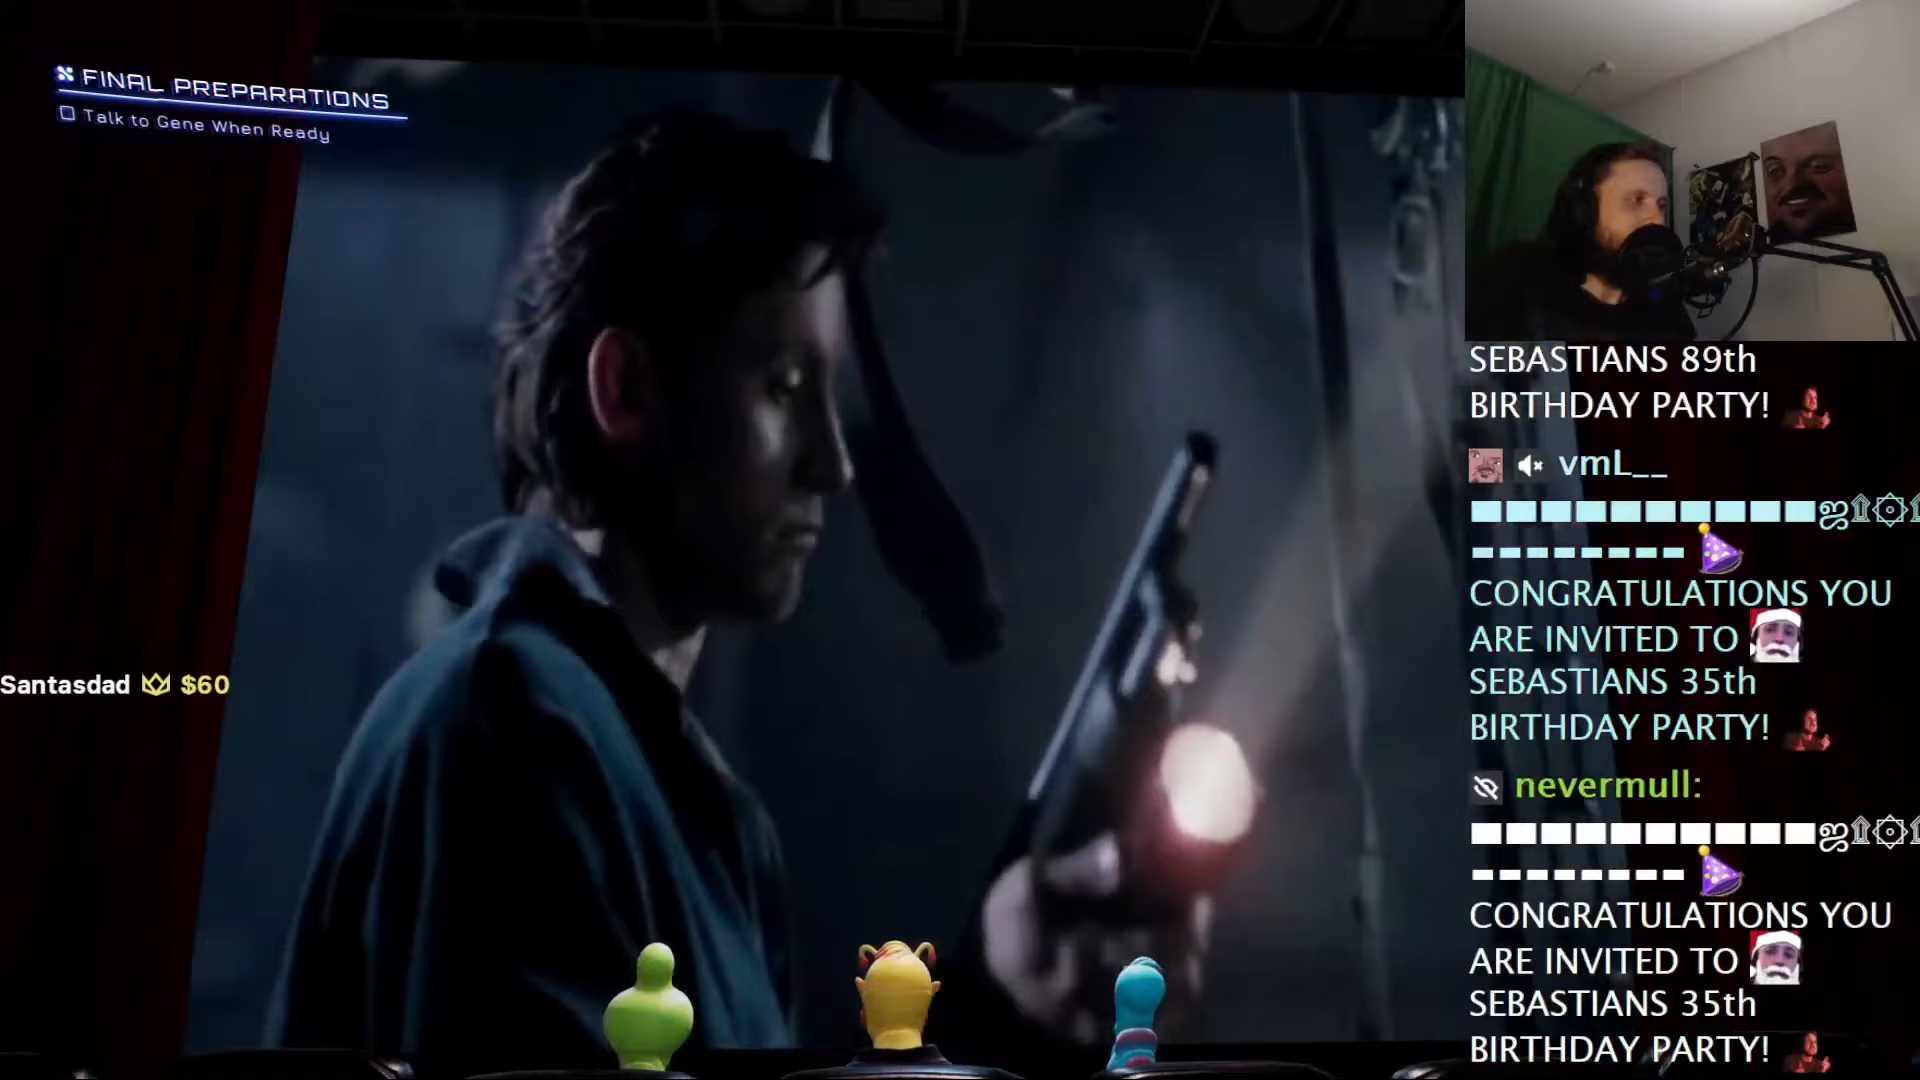 FINAL PREPARATIONS
Talk to Gene When Ready
Santasdad $60
SEBASTIANS 89th
BIRTHDAY PARTY!
vmL__
CONGRATULATIONS YOU
ARE INVITED TO
SEBASTIANS 35th
BIRTHDAY PARTY!
nevermull:
CONGRATULATIONS YOU
ARE INVITED TO
SEBASTIANS 35th
BIRTHDAY PARTY!